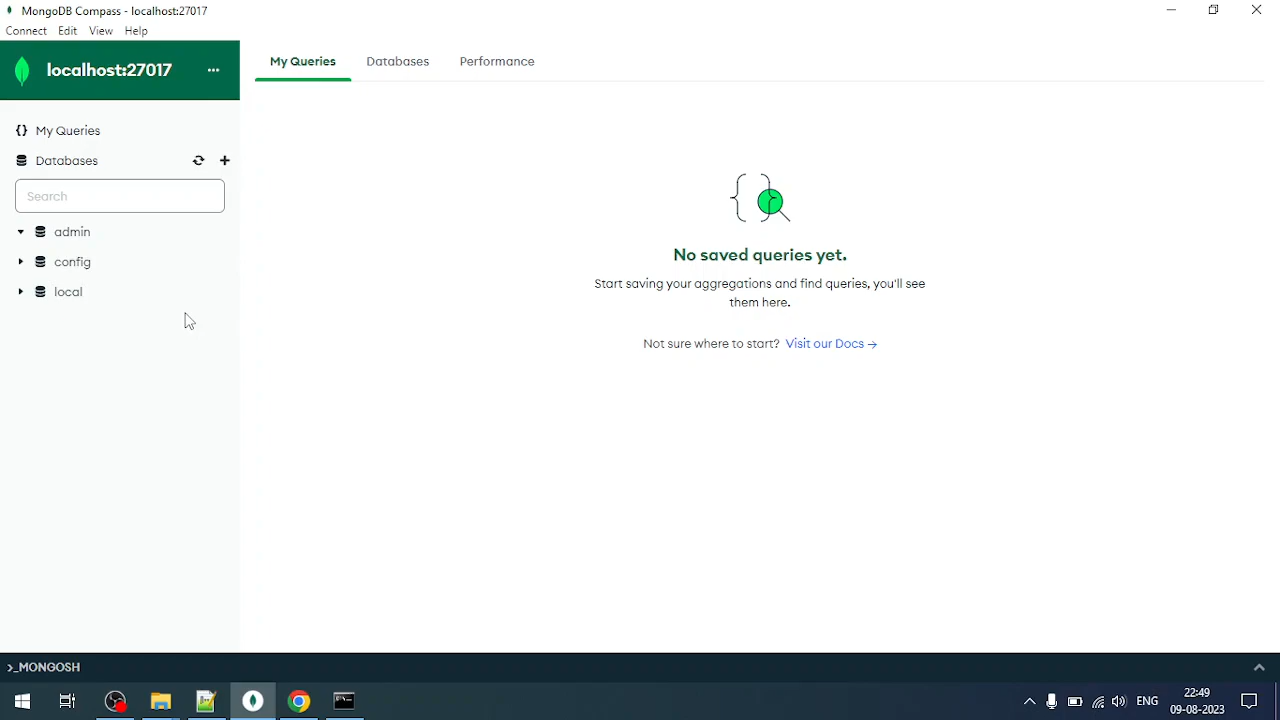 MongoDB Compass - localhost:27017
Connect Edit View Help
localhost:27017 ...
My Queries Databases Performance
{} My Queries
Databases
Search
admin
config
local
No saved queries yet.
Start saving your aggregations and find queries, you'll see
them here.
Not sure where to start? Visit our Docs →
>_MONGOSH
ENG
22:49
09-08-2023